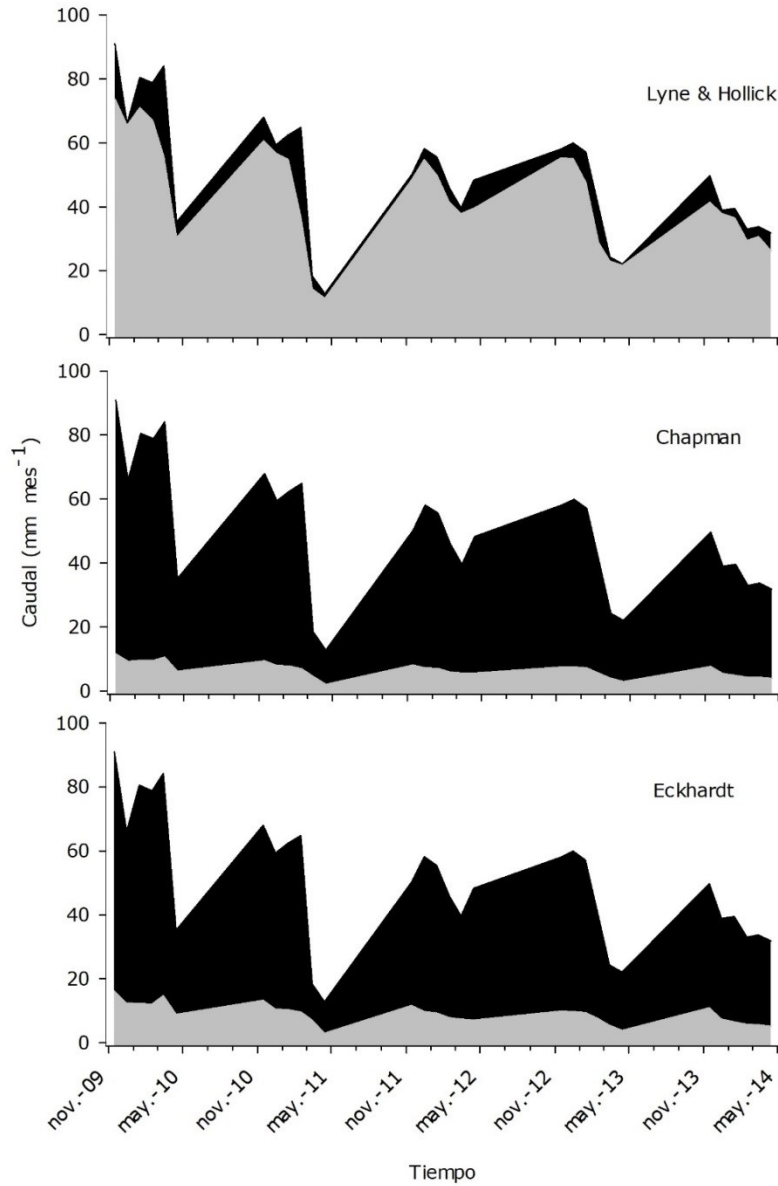 100
80
60
40
20
0
Lyne & Hollick
100
80
60
40
20
0
Chapman
Caudal (mm mes⁻¹)
100
80
60
40
20
0
Eckhardt
nov.-09
may.-10
nov.-10
may.-11
nov.-11
may.-12
nov.-12
may.-13
nov.-13
may.-14
Tiempo